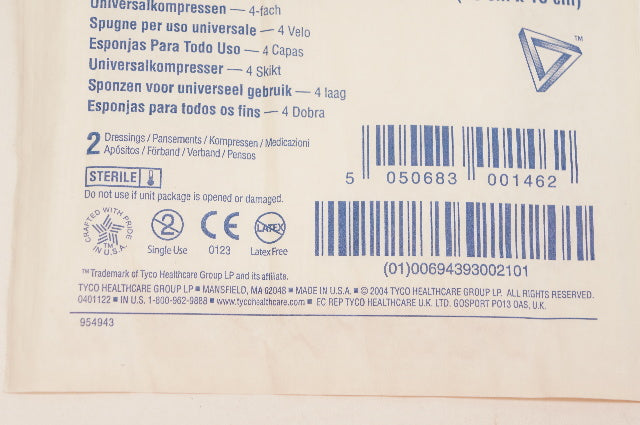 Universalkompressen — 4-fach
Spugne per uso universale — 4 Velo
Esponjas Para Todo Uso — 4 Capas
Universalkompresser — 4 Skikt
Sponzen voor universeel gebruik — 4 laag
Esponjas para todos os fins — 4 Dobra
TM
2 Dressings / Pansements / Kompressen / Medicazioni
Apósitos / Förband / Verband / Pensos
STERILE
Do not use if unit package is opened or damaged.
5 050683 001462
CRAFTED WITH PRIDE IN U.S.A.
TM
2
Single Use
CE
0123
LATEX
Latex Free
(01)00694393002101
™Trademark of Tyco Healthcare Group LP and its affiliate.
TYCO HEALTHCARE GROUP LP ■ MANSFIELD, MA 02048 ■ MADE IN U.S.A. ■ © 2004 TYCO HEALTHCARE GROUP LP. ALL RIGHTS RESERVED.
0401122 ■ IN U.S. 1-800-962-9888 ■ www.tycohealthcare.com ■ EC REP TYCO HEALTHCARE U.K. LTD. GOSPORT PO13 0AS, U.K.
954943